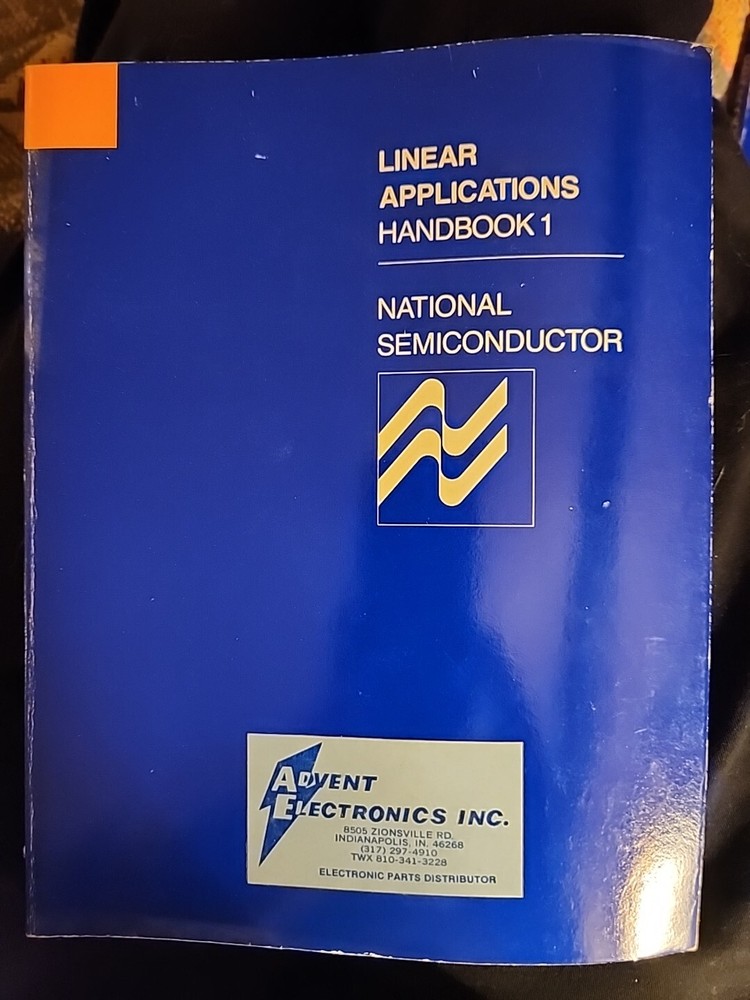 LINEAR
APPLICATIONS
HANDBOOK 1
NATIONAL
SEMICONDUCTOR
ADVENT
ELECTRONICS INC.
8505 ZIONSVILLE RD.
INDIANAPOLIS, IN. 46268
(317) 297-4910
TWX 810-341-3228
ELECTRONIC PARTS DISTRIBUTOR